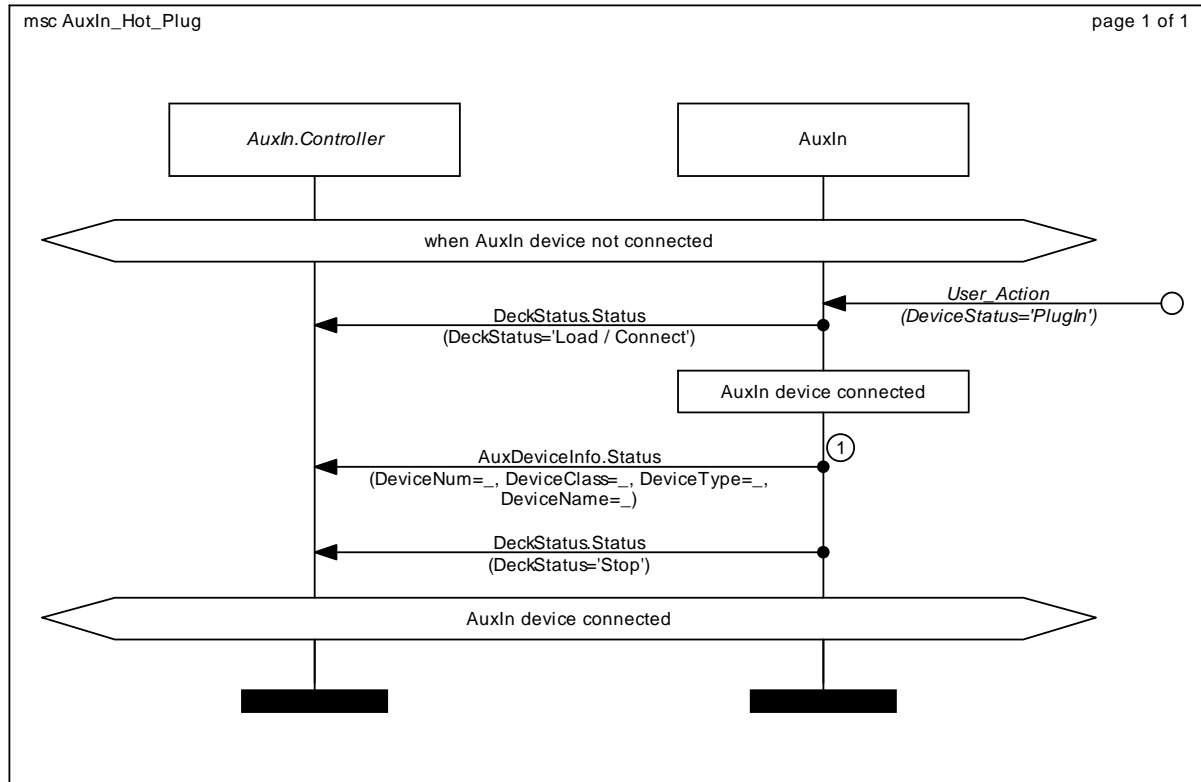 msc AuxIn_Hot_Plug
page 1 of 1
AuxIn.Controller
AuxIn
when AuxIn device not connected
User_Action
(DeviceStatus='PlugIn')
DeckStatus.Status
(DeckStatus='Load / Connect')
AuxIn device connected
1
AuxDeviceInfo.Status
(DeviceNum=_, DeviceClass=_, DeviceType=_,
DeviceName=_)
DeckStatus.Status
(DeckStatus='Stop')
AuxIn device connected